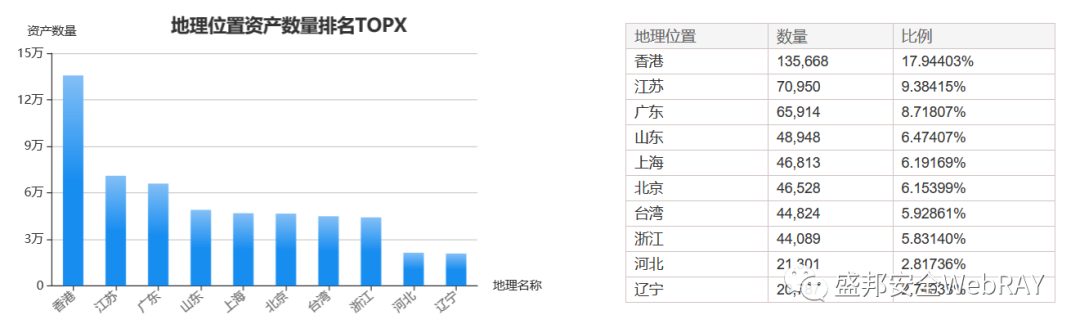 地理位置资产数量排名TOPX
资产数量
15万
12万
9万
6万
3万
0
香港 江苏 广东 山东 上海 北京 台湾 浙江 河北 辽宁
地理名称
地理位置 数量 比例
香港 135,668 17.94403%
江苏 70,950 9.38415%
广东 65,914 8.71807%
山东 48,948 6.47407%
上海 46,813 6.19169%
北京 46,528 6.15399%
台湾 44,824 5.92861%
浙江 44,089 5.83140%
河北 21,301 2.81736%
辽宁
盛邦安全WebRAY